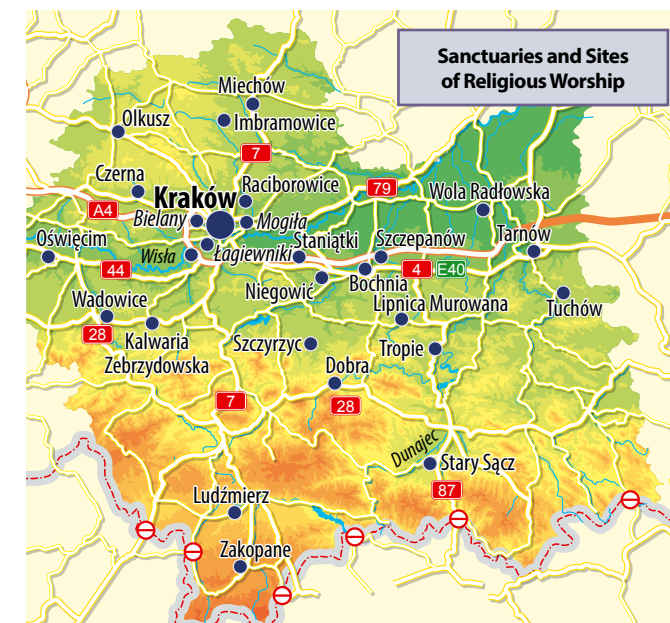 Sanctuaries and Sites
of Religious Worship
Miechów
Olkusz
Imbramowice
7
Czerna
Kraków
Raciborowice
79
Wola Radłowska
A4
Bielany
Mogiła
Oświęcim
Wisła
Łagiewniki
Staniątki
Szczepanów
Tarnów
44
4
E40
Niegowić
Bochnia
Wadowice
Lipnica Murowana
Tuchów
28
Kalwaria
Zebrzydowska
Szczyrzyc
Tropie
Dobra
7
28
Dunajec
Stary Sącz
87
Ludźmierz
Zakopane